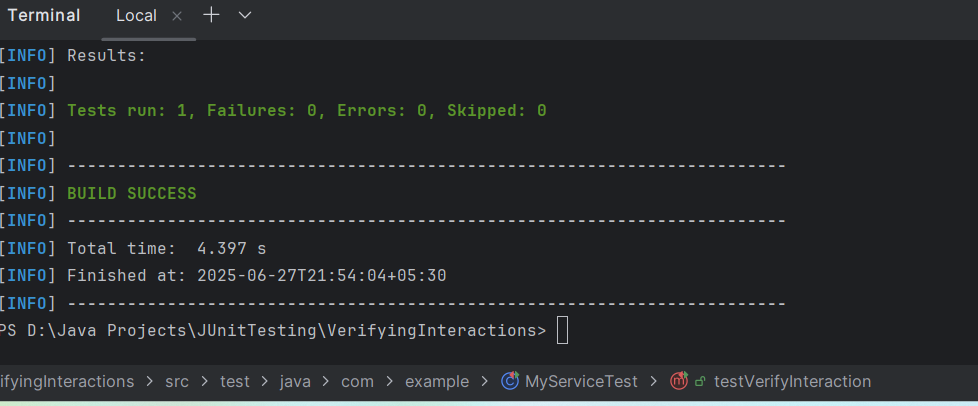 Terminal Local
[INFO] Results:
[INFO]
[INFO] Tests run: 1, Failures: 0, Errors: 0, Skipped: 0
[INFO]
[INFO] ------------------------------------------------------------------------
[INFO] BUILD SUCCESS
[INFO] ------------------------------------------------------------------------
[INFO] Total time:  4.397 s
[INFO] Finished at: 2025-06-27T21:54:04+05:30
[INFO] ------------------------------------------------------------------------
PS D:\Java Projects\JUnitTesting\VerifyingInteractions>
ifyingInteractions > src > test > java > com > example > MyServiceTest > testVerifyInteraction